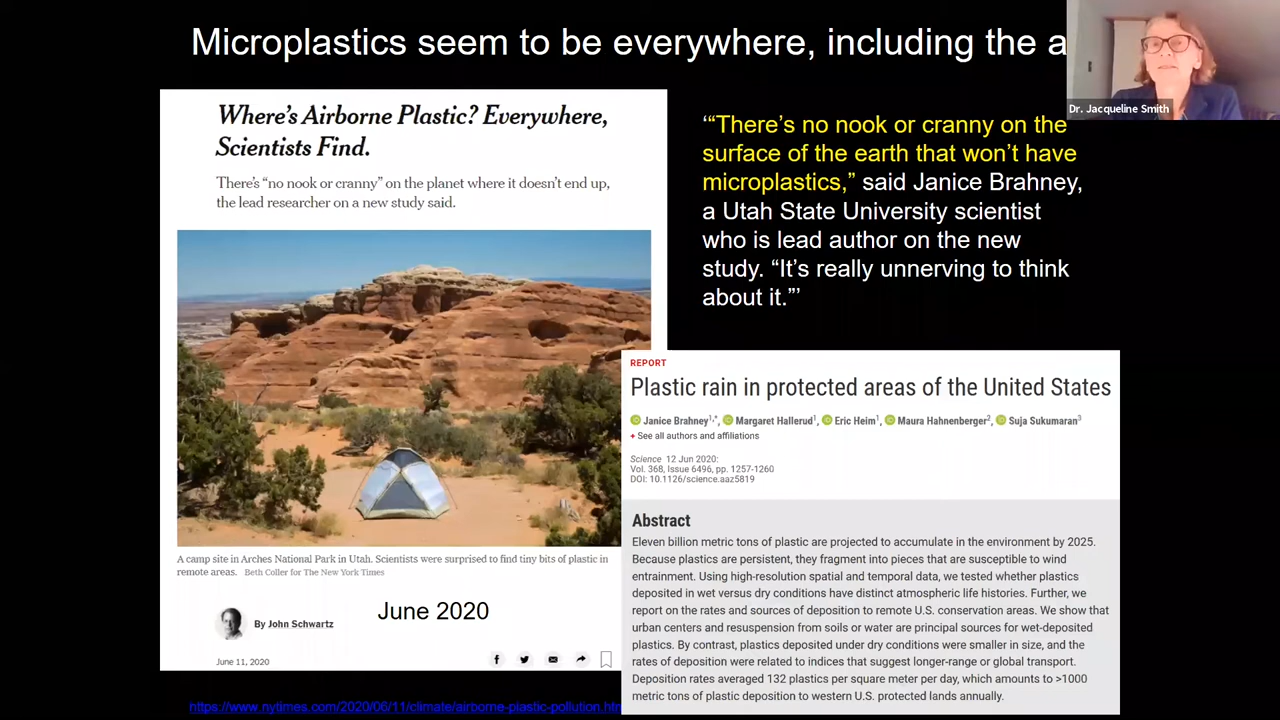 Microplastics seem to be everywhere, including the a
Dr. Jacqueline Smith
Where's Airborne Plastic? Everywhere,
Scientists Find.
There's “no nook or cranny” on the planet where it doesn't end up,
the lead researcher on a new study said.
A camp site in Arches National Park in Utah. Scientists were surprised to find tiny bits of plastic in
remote areas. Beth Coller for The New York Times
By John Schwartz
June 2020
June 11, 2020
https://www.nytimes.com/2020/06/11/climate/airborne-plastic-pollution.htm
‘“There’s no nook or cranny on the
surface of the earth that won’t have
microplastics,” said Janice Brahney,
a Utah State University scientist
who is lead author on the new
study. “It’s really unnerving to think
about it.”’
REPORT
Plastic rain in protected areas of the United States
Janice Brahney1,*, Margaret Hallerud1, Eric Heim1, Maura Hahnenberger2, Suja Sukumaran3
+ See all authors and affiliations
Science 12 Jun 2020:
Vol. 368, Issue 6496, pp. 1257-1260
DOI: 10.1126/science.aaz5819
Abstract
Eleven billion metric tons of plastic are projected to accumulate in the environment by 2025.
Because plastics are persistent, they fragment into pieces that are susceptible to wind
entrainment. Using high-resolution spatial and temporal data, we tested whether plastics
deposited in wet versus dry conditions have distinct atmospheric life histories. Further, we
report on the rates and sources of deposition to remote U.S. conservation areas. We show that
urban centers and resuspension from soils or water are principal sources for wet-deposited
plastics. By contrast, plastics deposited under dry conditions were smaller in size, and the
rates of deposition were related to indices that suggest longer-range or global transport.
Deposition rates averaged 132 plastics per square meter per day, which amounts to >1000
metric tons of plastic deposition to western U.S. protected lands annually.